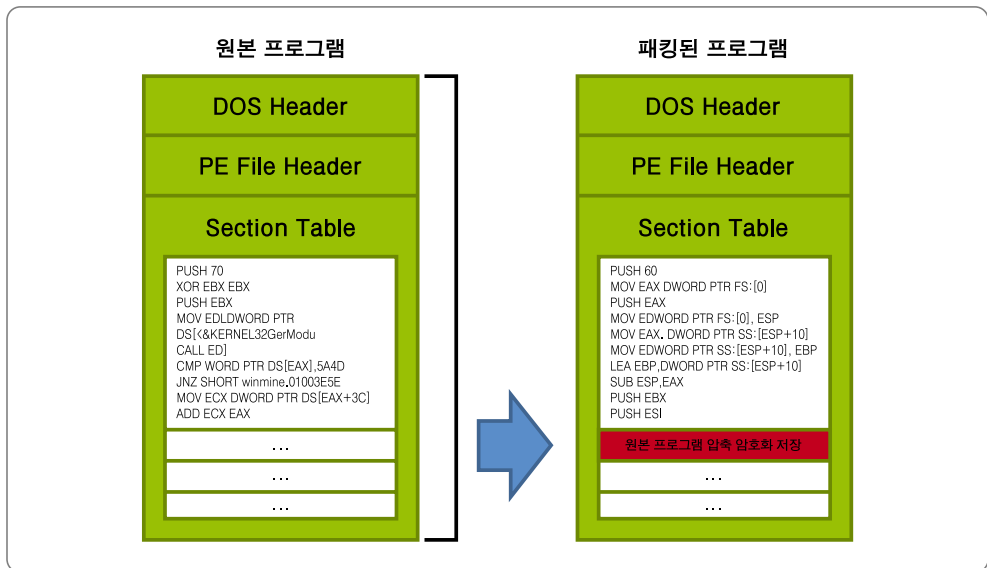 원본 프로그램
DOS Header
PE File Header
Section Table
PUSH 70
XOR EBX EBX
PUSH EBX
MOV EDLDWORD PTR
DS[<&KERNEL32GerModu
CALL ED]
CMP WORD PTR DS[EAX],5A4D
JNZ SHORT winmine.01003E5E
MOV ECX DWORD PTR DS[EAX+3C]
ADD ECX EAX
...
...
...
패킹된 프로그램
DOS Header
PE File Header
Section Table
PUSH 60
MOV EAX DWORD PTR FS:[0]
PUSH EAX
MOV EDWORD PTR FS:[0], ESP
MOV EAX. DWORD PTR SS:[ESP+10]
MOV EDWORD PTR SS:[ESP+10], EBP
LEA EBP,DWORD PTR SS:[ESP+10]
SUB ESP,EAX
PUSH EBX
PUSH ESI
원본 프로그램 압축 암호화 저장
...
...